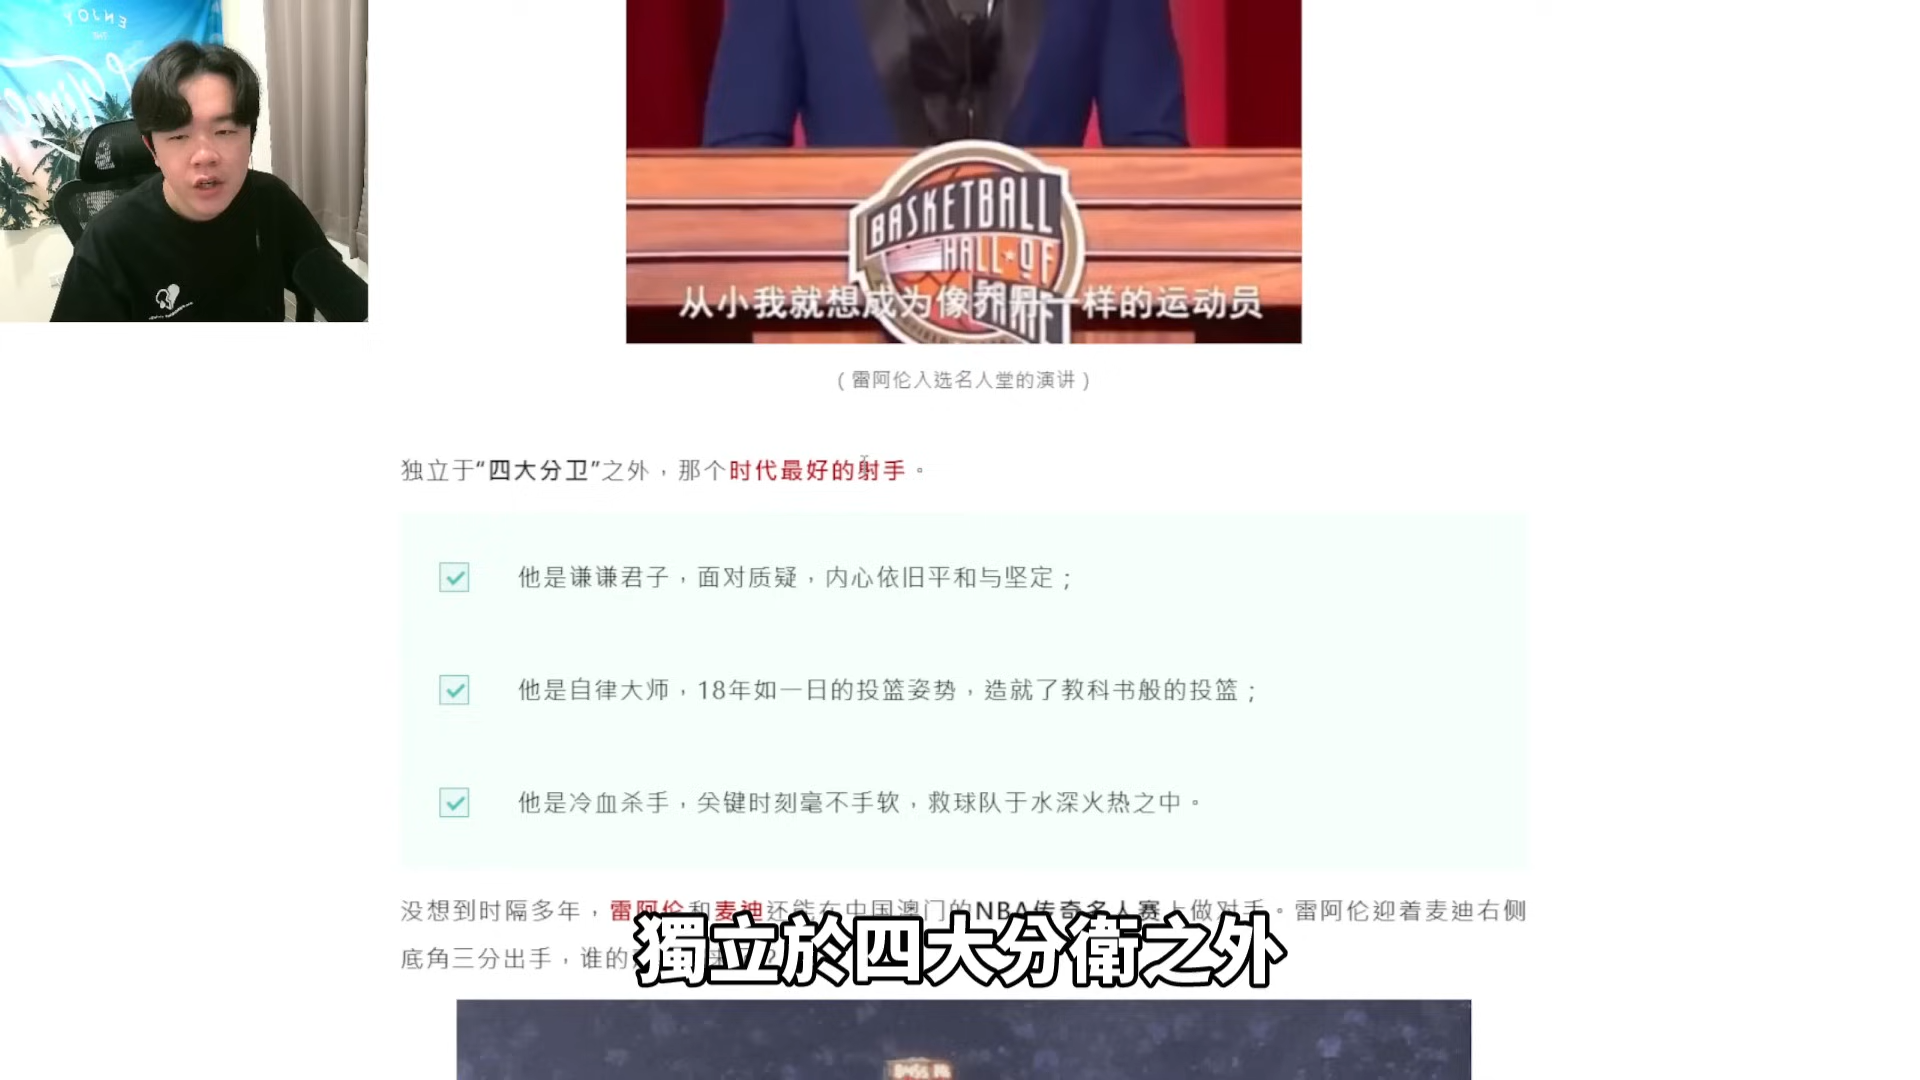 ENJOY
THE
Time
BASKETBALL
HALL OF
FAME
从小我就想成为像乔丹一样的运动员
（雷阿伦入选名人堂的演讲）
独立于“四大分卫”之外，那个时代最好的射手。
他是谦谦君子，面对质疑，内心依旧平和与坚定；
他是自律大师，18年如一日的投篮姿势，造就了教科书般的投篮；
他是冷血杀手，关键时刻毫不手软，救球队于水深火热之中。
没想到时隔多年，雷阿伦和麦迪还能在中国澳门的NBA传奇名人赛上做对手。雷阿伦迎着麦迪右侧
底角三分出手，谁的
獨立於四大分衛之外